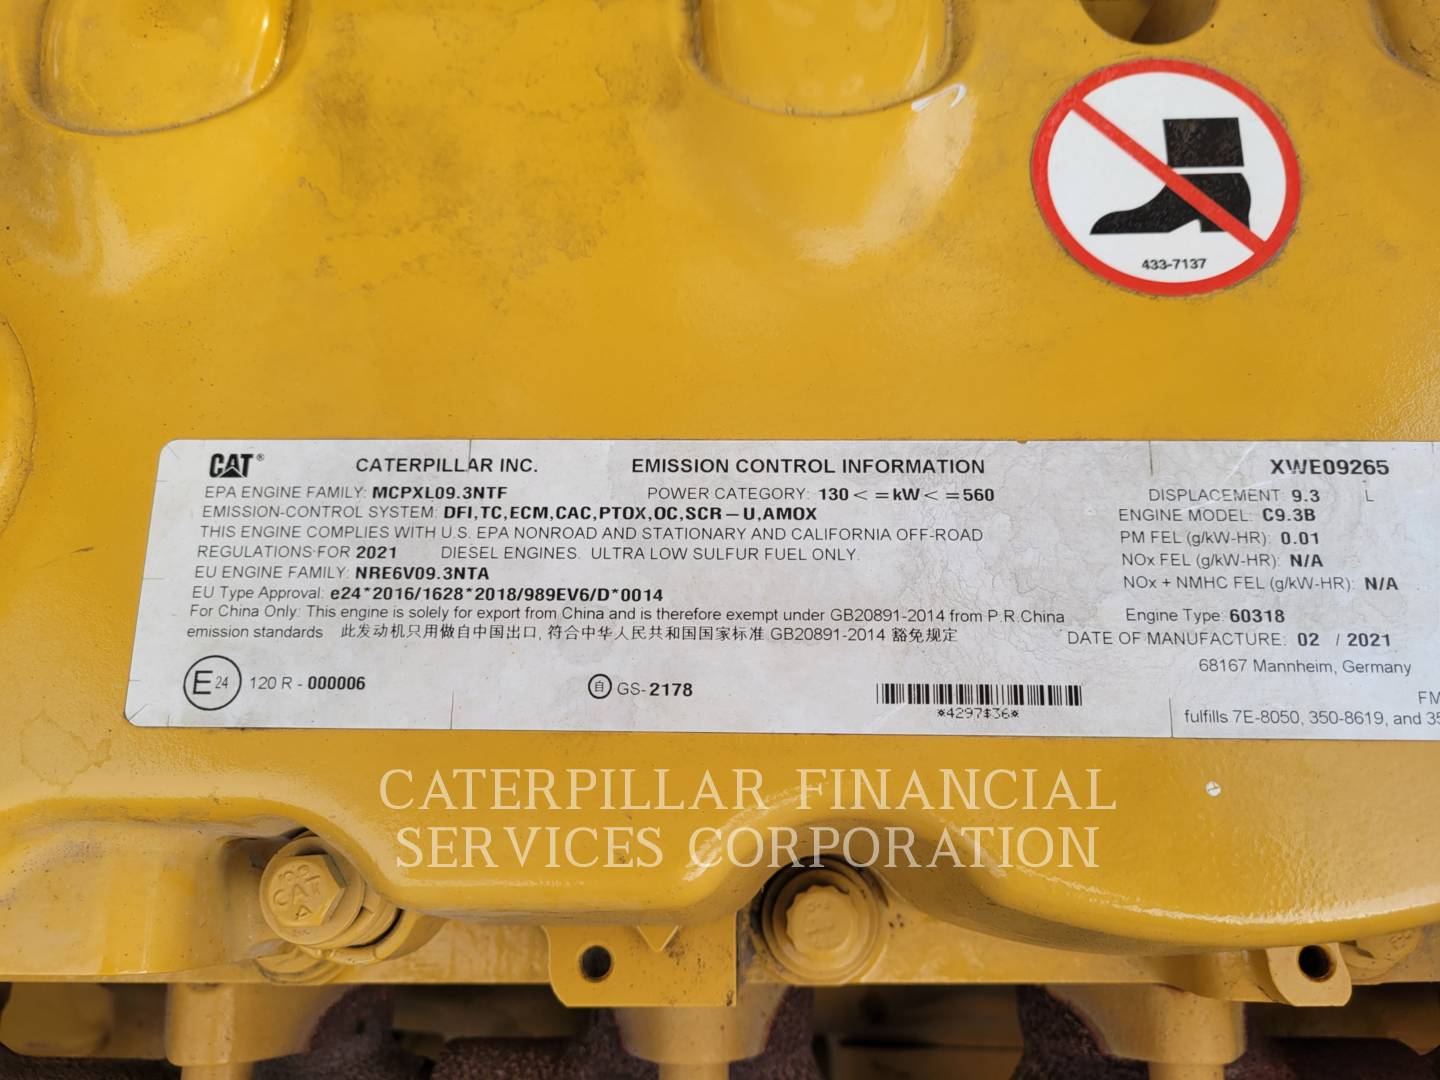 433-7137
CAT® CATERPILLAR INC. EMISSION CONTROL INFORMATION XWE09265
EPA ENGINE FAMILY: MCPXL09.3NTF POWER CATEGORY: 130< =kW< =560 DISPLACEMENT: 9.3 L
EMISSION-CONTROL SYSTEM: DFI,TC,ECM,CAC,PTOX,OC,SCR-U,AMOX ENGINE MODEL: C9.3B
THIS ENGINE COMPLIES WITH U.S. EPA NONROAD AND STATIONARY AND CALIFORNIA OFF-ROAD PM FEL (g/kW-HR): 0.01
REGULATIONS FOR 2021 DIESEL ENGINES. ULTRA LOW SULFUR FUEL ONLY. NOx FEL (g/kW-HR): N/A
EU ENGINE FAMILY: NRE6V09.3NTA NOx + NMHC FEL (g/kW-HR): N/A
EU Type Approval: e24*2016/1628*2018/989EV6/D*0014
For China Only: This engine is solely for export from China and is therefore exempt under GB20891-2014 from P.R.China Engine Type: 60318
emission standards 此发动机只用做自中国出口, 符合中华人民共和国国家标准 GB20891-2014 豁免规定 DATE OF MANUFACTURE: 02 / 2021
68167 Mannheim, Germany
E24 120 R - 000006 自 GS-2178 FM
*4297$36* fulfills 7E-8050, 350-8619, and 35
CATERPILLAR FINANCIAL
SERVICES CORPORATION
CAT